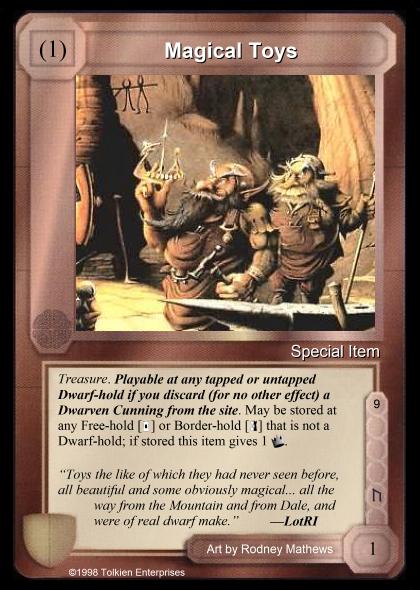 (1)
Magical Toys
Special Item
Treasure. Playable at any tapped or untapped
Dwarf-hold if you discard (for no other effect) a
Dwarven Cunning from the site. May be stored at
any Free-hold [ ] or Border-hold [ ] that is not a
Dwarf-hold; if stored this item gives 1 .
9
“Toys the like of which they had never seen before,
all beautiful and some obviously magical... all the
way from the Mountain and from Dale, and
were of real dwarf make.” —LotRI
Art by Rodney Mathews
1
©1998 Tolkien Enterprises